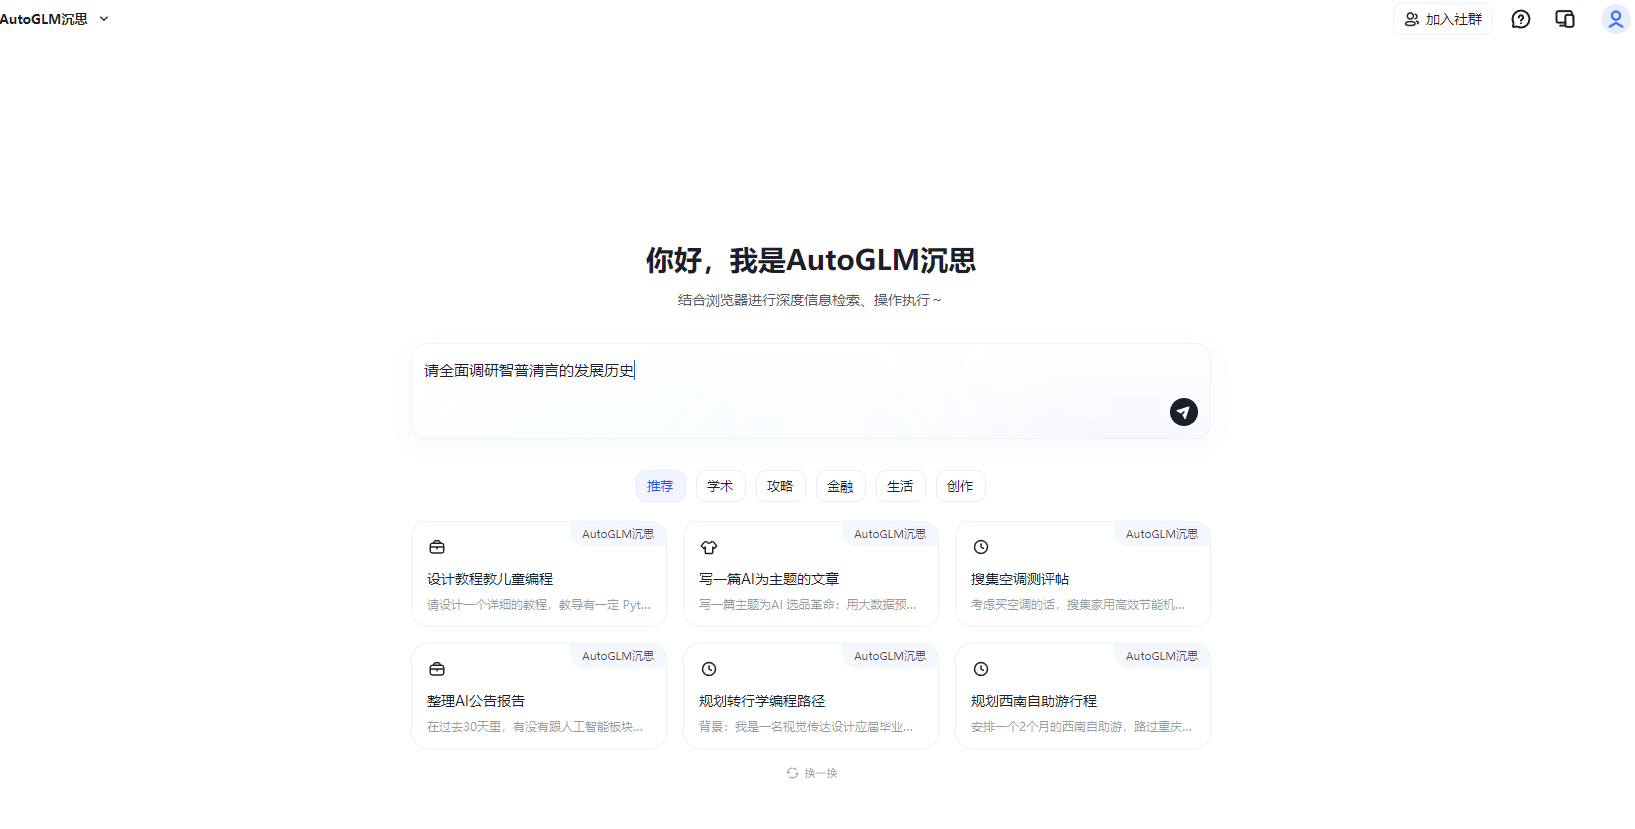 AutoGLM沉思
加入社群
你好，我是AutoGLM沉思
结合浏览器进行深度信息检索、操作执行～
请全面调研智普清言的发展历史
推荐 学术 攻略 金融 生活 创作
AutoGLM沉思
设计教程教儿童编程
请设计一个详细的教程，教导有一定 Pyt...
AutoGLM沉思
写一篇AI为主题的文章
写一篇主题为AI 选品革命：用大数据预...
AutoGLM沉思
搜集空调测评帖
考虑买空调的话，搜集家用高效节能机...
AutoGLM沉思
整理AI公告报告
在过去30天里，有没有跟人工智能板块...
AutoGLM沉思
规划转行学编程路径
背景：我是一名视觉传达设计应届毕业...
AutoGLM沉思
规划西南自助游行程
安排一个2个月的西南自助游，路过重庆...
换一换